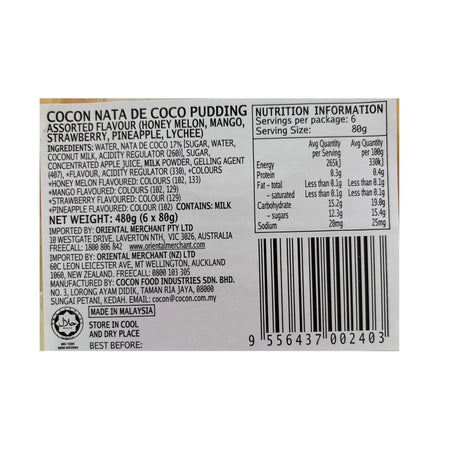 COCON NATA DE COCO PUDDING
ASSORTED FLAVOUR (HONEY MELON, MANGO,
STRAWBERRY, PINEAPPLE, LYCHEE)
INGREDIENTS: WATER, NATA DE COCO 17% [SUGAR, WATER,
COCONUT MILK, ACIDITY REGULATOR (260)], SUGAR,
CONCENTRATED APPLE JUICE, MILK POWDER, GELLING AGENT
(407), +FLAVOUR, ACIDITY REGULATOR (330), +COLOURS
+HONEY MELON FLAVOURED: COLOURS (102, 133)
+MANGO FLAVOURED: COLOURS (102, 129)
+STRAWBERRY FLAVOURED: COLOUR (129)
+PINEAPPLE FLAVOURED: COLOUR (102) CONTAINS: MILK
NET WEIGHT: 480g (6 x 80g)
IMPORTED BY: ORIENTAL MERCHANT PTY LTD
10 WESTGATE DRIVE, LAVERTON NTH, VIC 3026, AUSTRALIA
FREECALL: 1800 806 842 www.orientalmerchant.com
IMPORTED BY: ORIENTAL MERCHANT (NZ) LTD
60C LEON LEICESTER AVE, MT WELLINGTON, AUCKLAND
1060, NEW ZEALAND. FREECALL: 0800 103 305
MANUFACTURED BY: COCON FOOD INDUSTRIES SDN. BHD.
NO. 3, LORONG AYAM DIDIK, TAMAN RIA JAYA, 08000
SUNGAI PETANI, KEDAH. EMAIL: cocon@cocon.com.my
MADE IN MALAYSIA
STORE IN COOL
AND DRY PLACE
BEST BEFORE:
NUTRITION INFORMATION
Servings per package: 6
Serving Size: 80g
Avg Quantity Avg Quantity
per Serving per 100g
Energy 265kJ 330kJ
Protein 0.3g 0.4g
Fat - total Less than 0.1g Less than 0.1g
- saturated Less than 0.1g Less than 0.1g
Carbohydrate 15.2g 19.0g
- sugars 12.3g 15.4g
Sodium 20mg 25mg
9 556437 002403